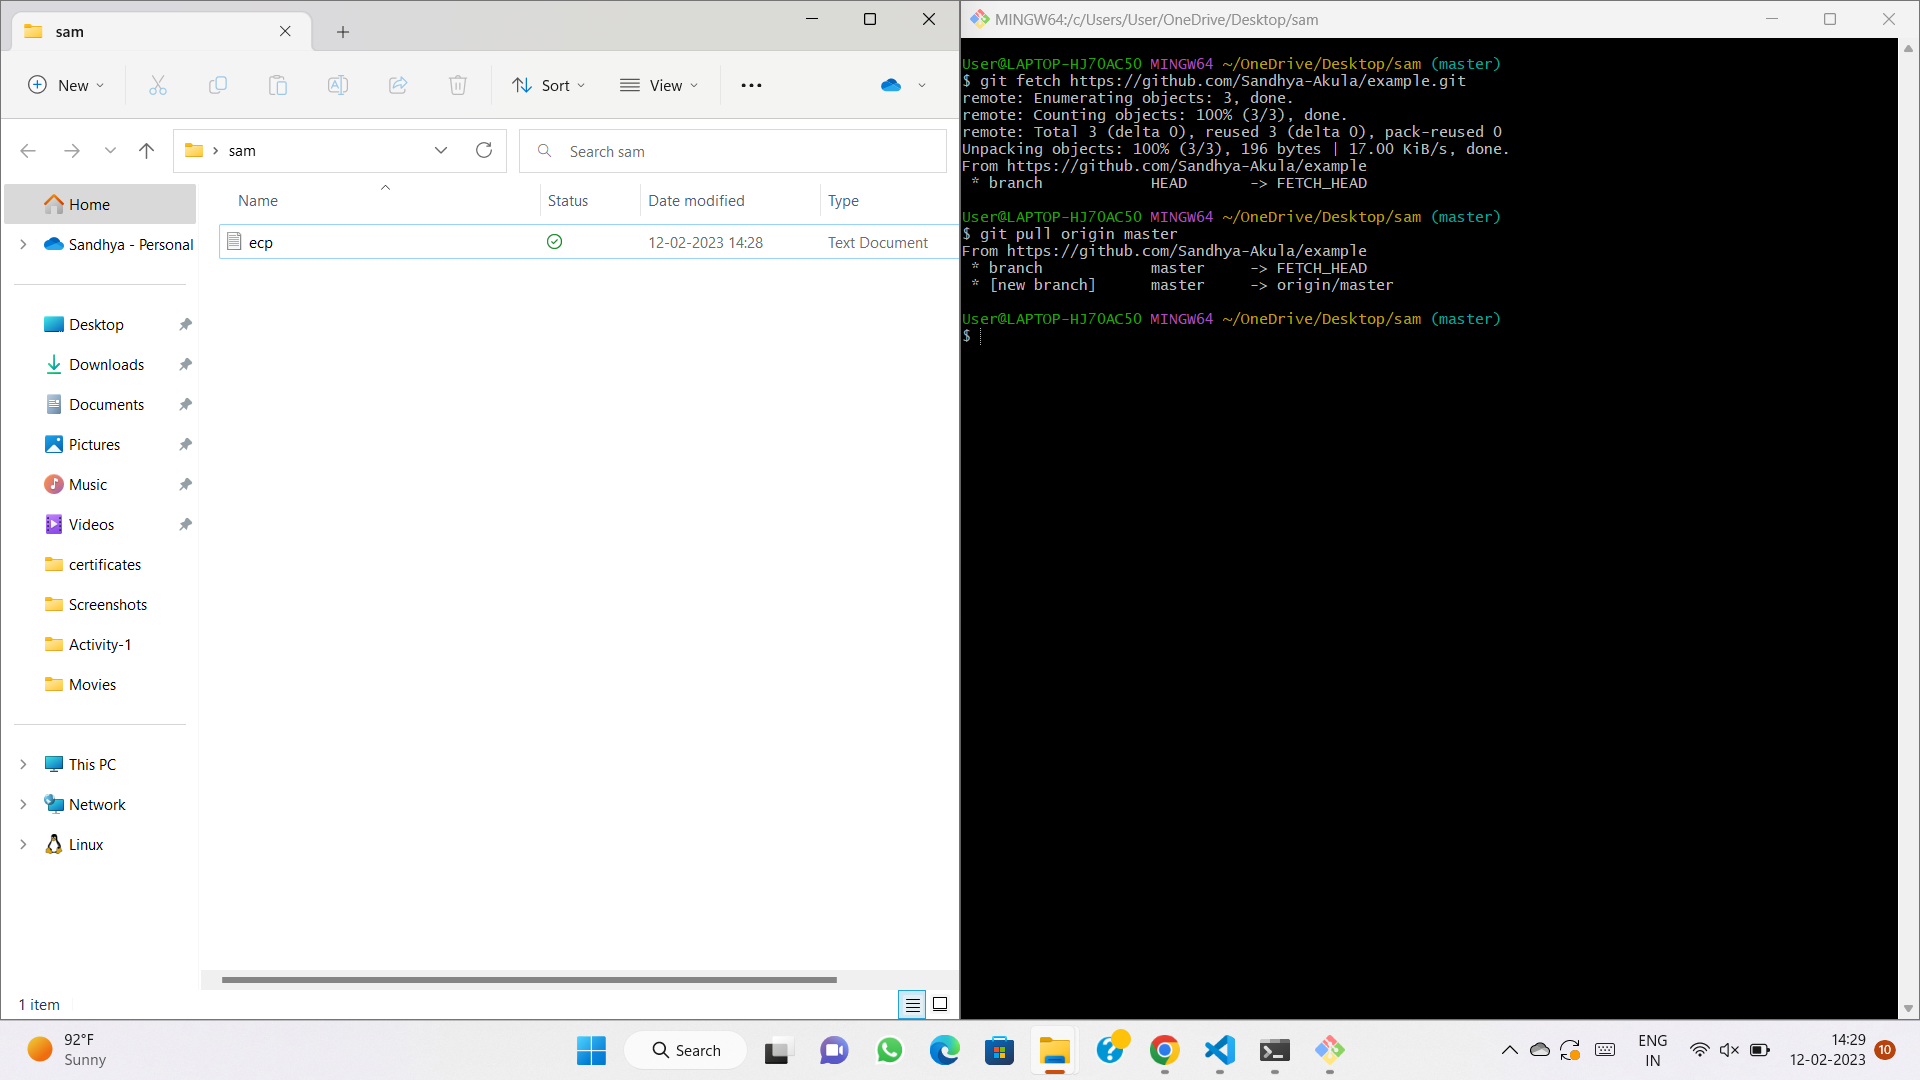 sam
New
Sort
View
sam
Search sam
Name
Status
Date modified
Type
ecp
12-02-2023 14:28
Text Document
Home
Sandhya - Personal
Desktop
Downloads
Documents
Pictures
Music
Videos
certificates
Screenshots
Activity-1
Movies
This PC
Network
Linux
1 item
MINGW64:/c/Users/User/OneDrive/Desktop/sam
User@LAPTOP-HJ7OAC5O MINGW64 ~/OneDrive/Desktop/sam (master)
$ git fetch https://github.com/Sandhya-Akula/example.git
remote: Enumerating objects: 3, done.
remote: Counting objects: 100% (3/3), done.
remote: Total 3 (delta 0), reused 3 (delta 0), pack-reused 0
Unpacking objects: 100% (3/3), 196 bytes | 17.00 KiB/s, done.
From https://github.com/Sandhya-Akula/example
 * branch            HEAD       -> FETCH_HEAD
User@LAPTOP-HJ7OAC5O MINGW64 ~/OneDrive/Desktop/sam (master)
$ git pull origin master
From https://github.com/Sandhya-Akula/example
 * branch            master     -> FETCH_HEAD
 * [new branch]      master     -> origin/master
User@LAPTOP-HJ7OAC5O MINGW64 ~/OneDrive/Desktop/sam (master)
$
92°F
Sunny
Search
ENG
IN
14:29
12-02-2023
10